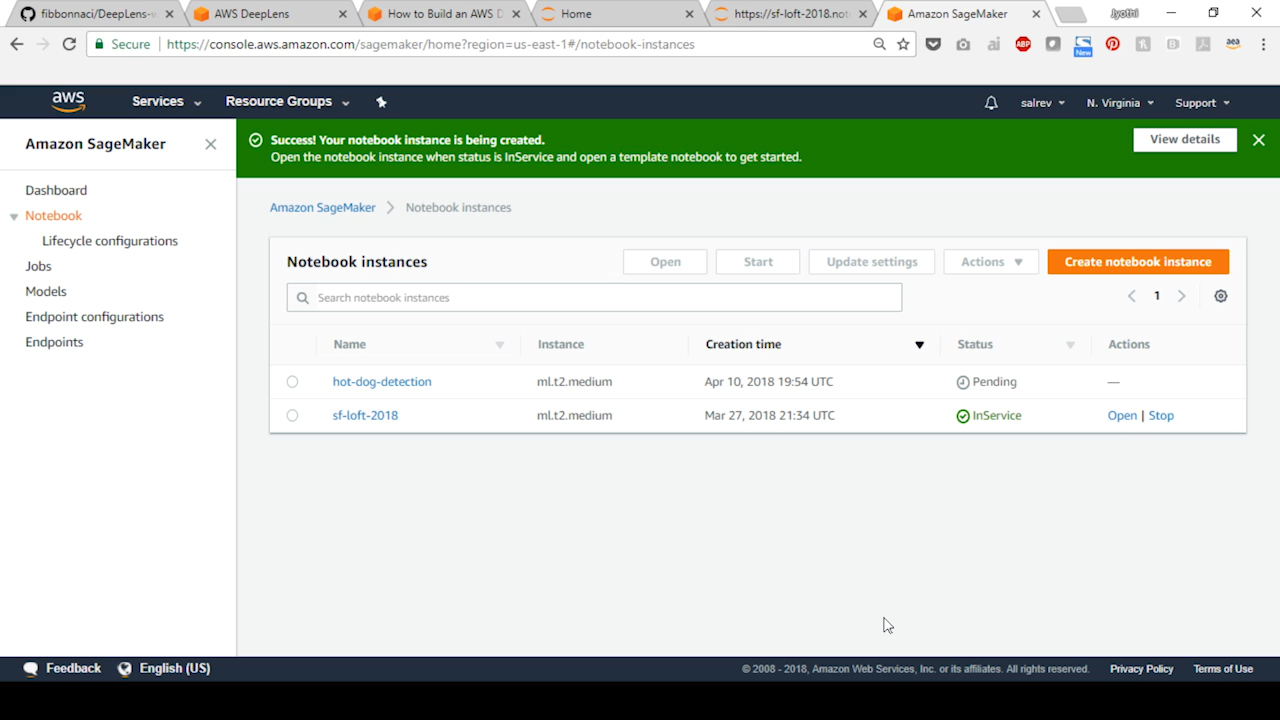 fibbonnaci/DeepLens-
AWS DeepLens
How to Build an AWS D
Home
https://sf-loft-2018.not
Amazon SageMaker
Jyothi
Secure
https://console.aws.amazon.com/sagemaker/home?region=us-east-1#/notebook-instances
ai
ABP
New
aea
aws
Services
Resource Groups
salrev
N. Virginia
Support
Amazon SageMaker
Dashboard
Notebook
Lifecycle configurations
Jobs
Models
Endpoint configurations
Endpoints
Success! Your notebook instance is being created.
Open the notebook instance when status is InService and open a template notebook to get started.
View details
Amazon SageMaker
Notebook instances
Notebook instances
Open
Start
Update settings
Actions
Create notebook instance
Search notebook instances
1
Name
Instance
Creation time
Status
Actions
hot-dog-detection
ml.t2.medium
Apr 10, 2018 19:54 UTC
Pending
—
sf-loft-2018
ml.t2.medium
Mar 27, 2018 21:34 UTC
InService
Open | Stop
Feedback
English (US)
© 2008 - 2018, Amazon Web Services, Inc. or its affiliates. All rights reserved.
Privacy Policy
Terms of Use